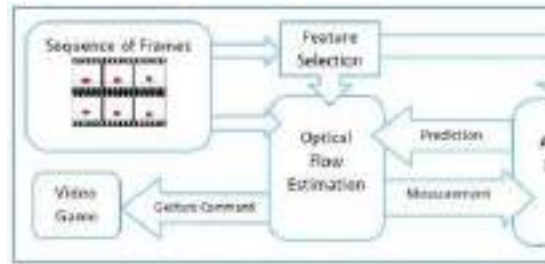 Sequence of Frames
Feature
Selection
Optical
Flow
Estimation
Prediction
Measurement
Video
Game
Gesture Command